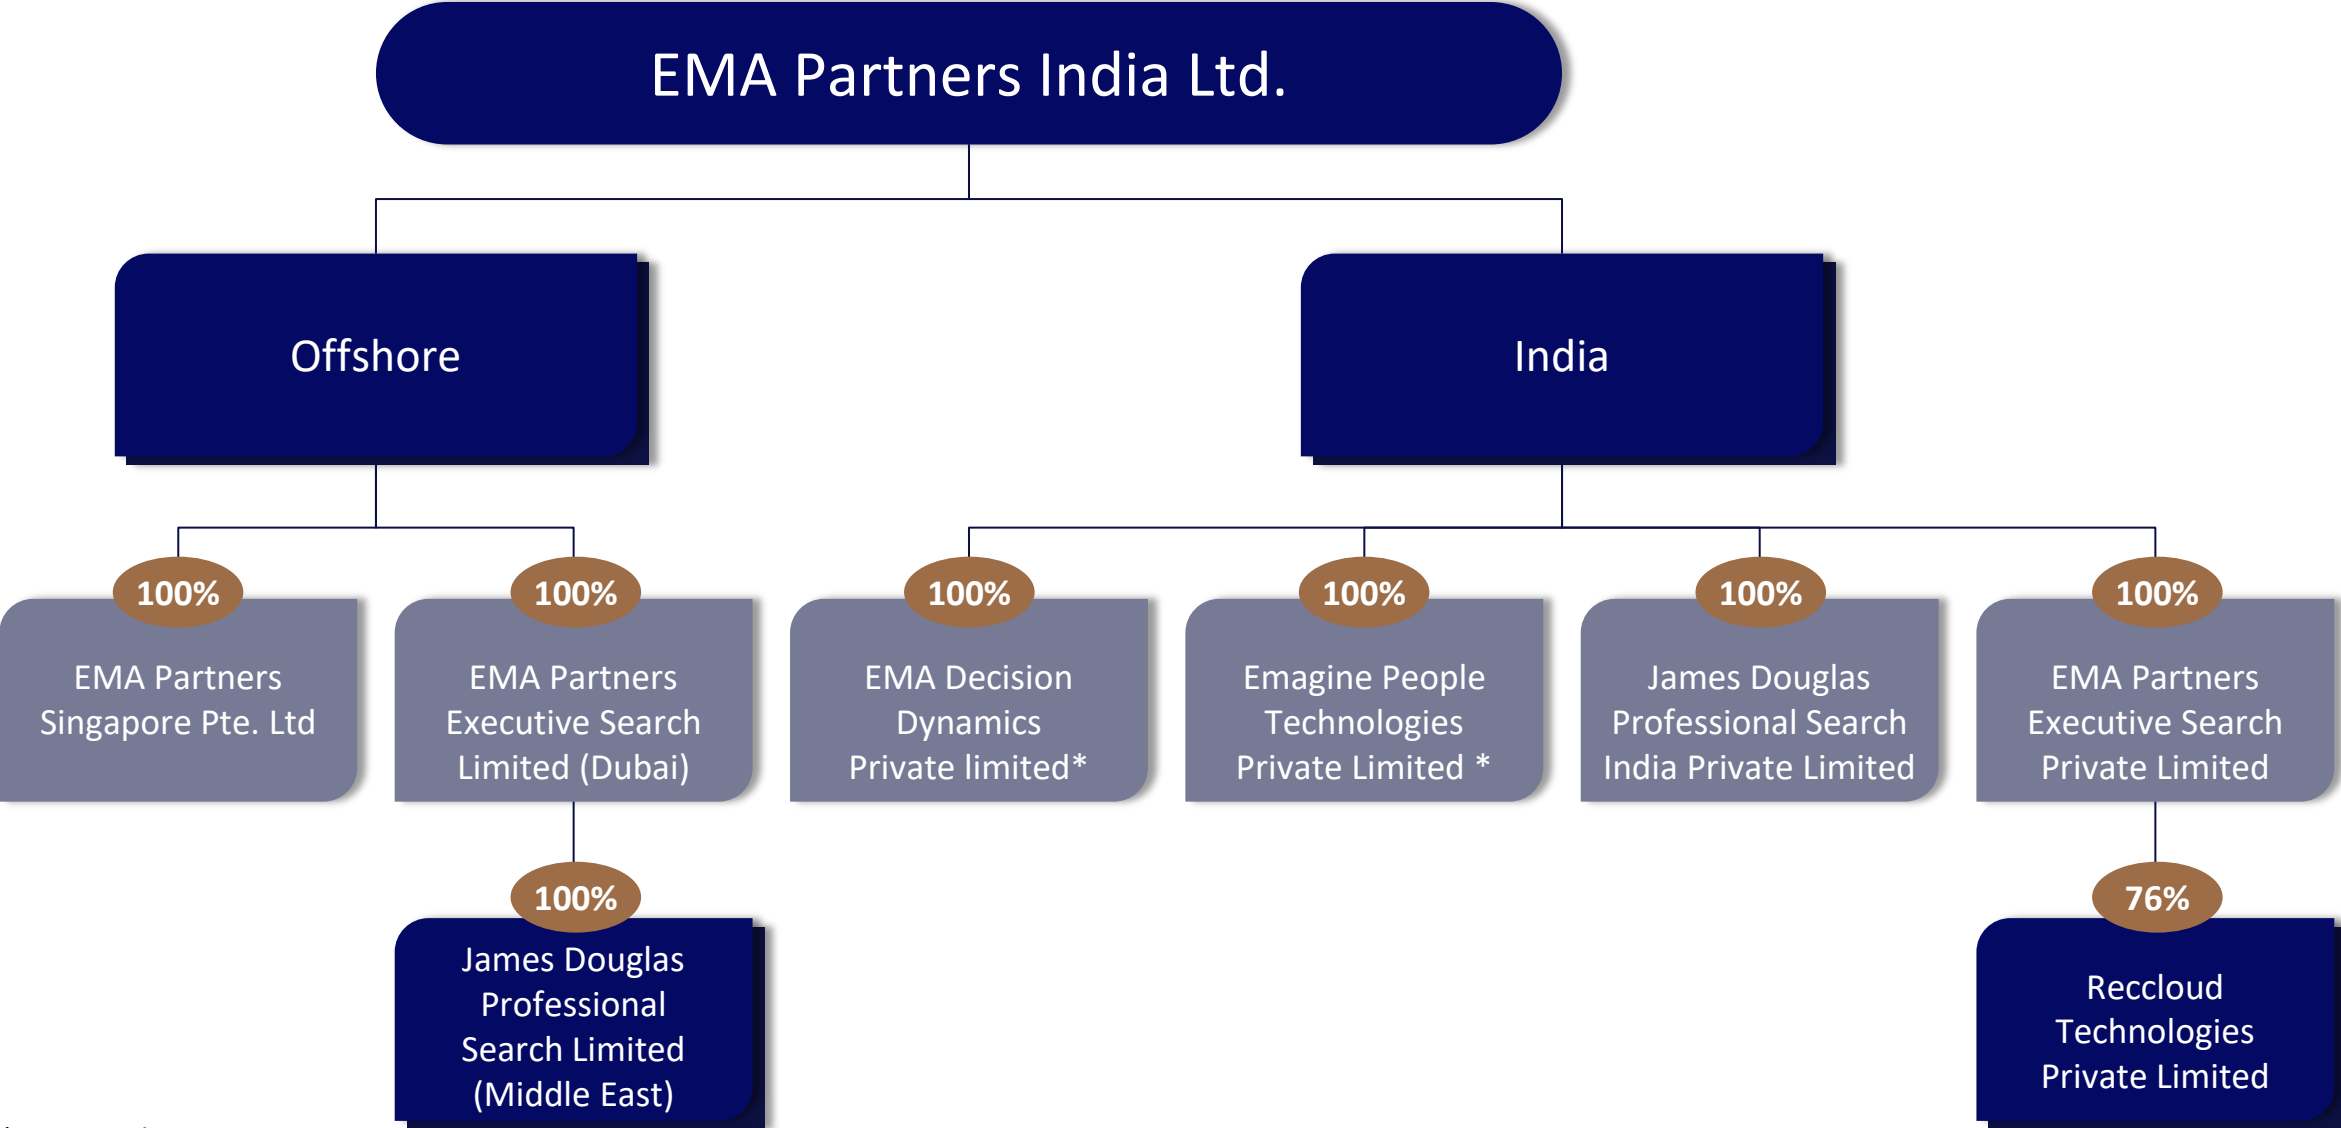 EMA Partners India Ltd.
Offshore
India
100%
100%
100%
100%
100%
100%
EMA Partners
Singapore Pte. Ltd
EMA Partners
Executive Search
Limited (Dubai)
EMA Decision
Dynamics
Private limited*
Emagine People
Technologies
Private Limited *
James Douglas
Professional Search
India Private Limited
EMA Partners
Executive Search
Private Limited
100%
76%
James Douglas
Professional
Search Limited
(Middle East)
Reccloud
Technologies
Private Limited